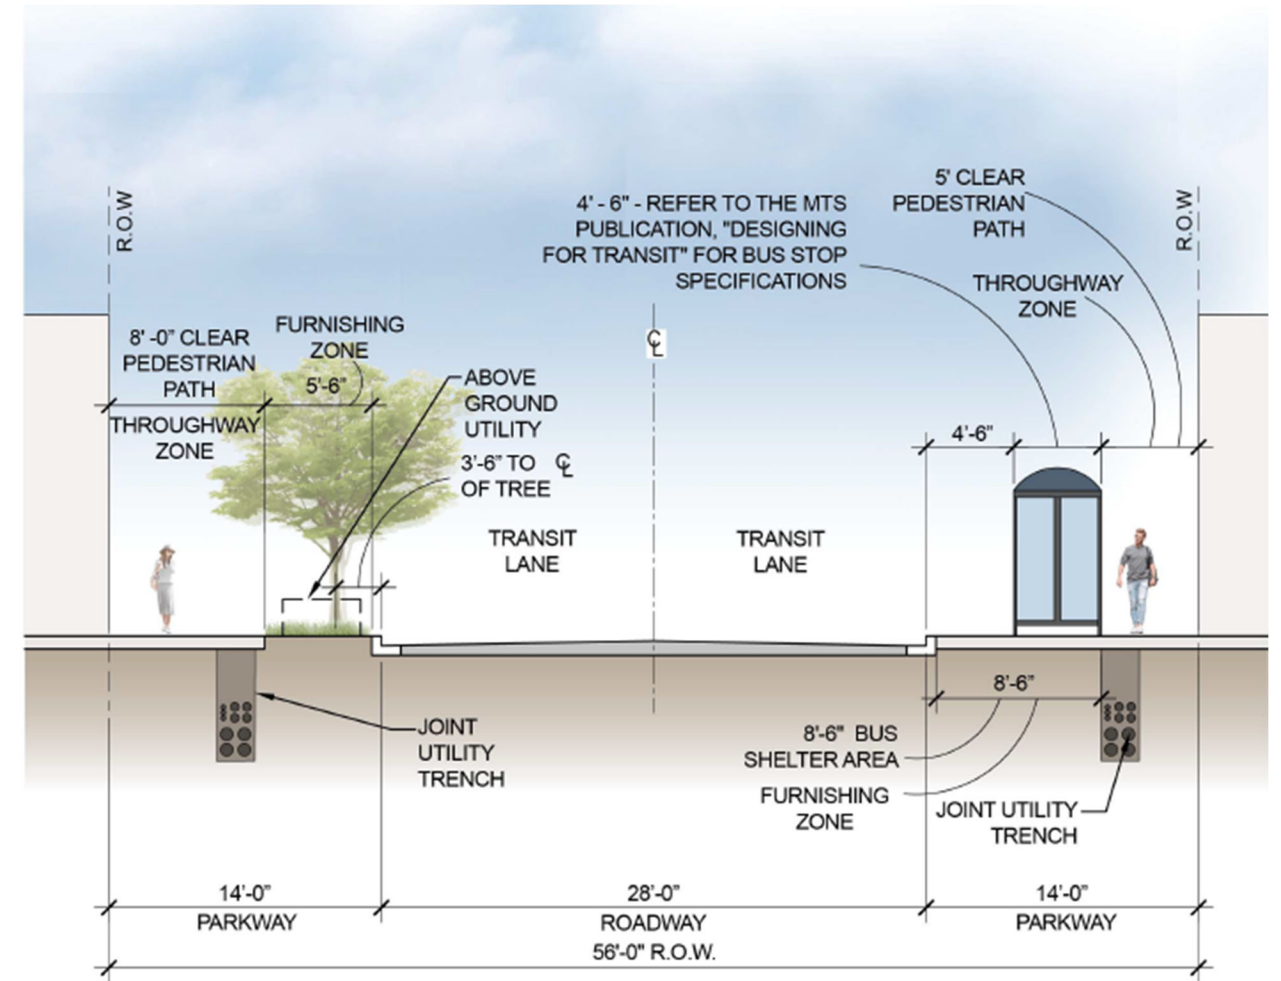 R.O.W
8' -0” CLEAR
PEDESTRIAN
PATH
THROUGHWAY
ZONE
FURNISHING
ZONE
5'-6”
ABOVE
GROUND
UTILITY
3'-6” TO ℄
OF TREE
℄
4' - 6" - REFER TO THE MTS
PUBLICATION, "DESIGNING
FOR TRANSIT" FOR BUS STOP
SPECIFICATIONS
5' CLEAR
PEDESTRIAN
PATH
THROUGHWAY
ZONE
R.O.W
4'-6”
TRANSIT
LANE
TRANSIT
LANE
8'-6”
8'-6" BUS
SHELTER AREA
FURNISHING
ZONE
JOINT
UTILITY
TRENCH
JOINT UTILITY
TRENCH
14'-0”
PARKWAY
28'-0”
ROADWAY
14'-0”
PARKWAY
56'-0" R.O.W.